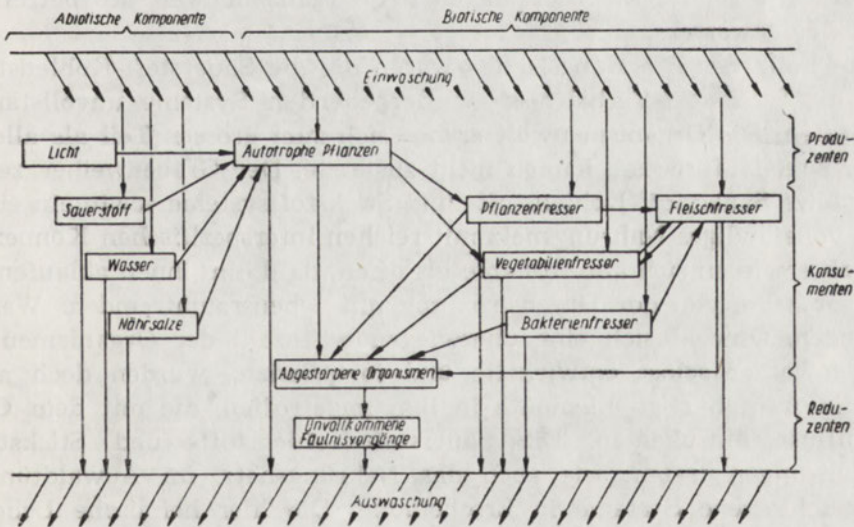 Abiotische Komponente
Biotische Komponente
Einwaschung
Licht
Autotrophe Pflanzen
Produ-
zenten
Sauerstoff
Pflanzenfresser
Fleischfresser
Wasser
Vegetabilienfresser
Nährsalze
Bakterienfresser
Konsu-
menten
Abgestorbere Organismen
Unvollkommene
Fäulnisvorgänge
Redu-
zenten
Auswaschung